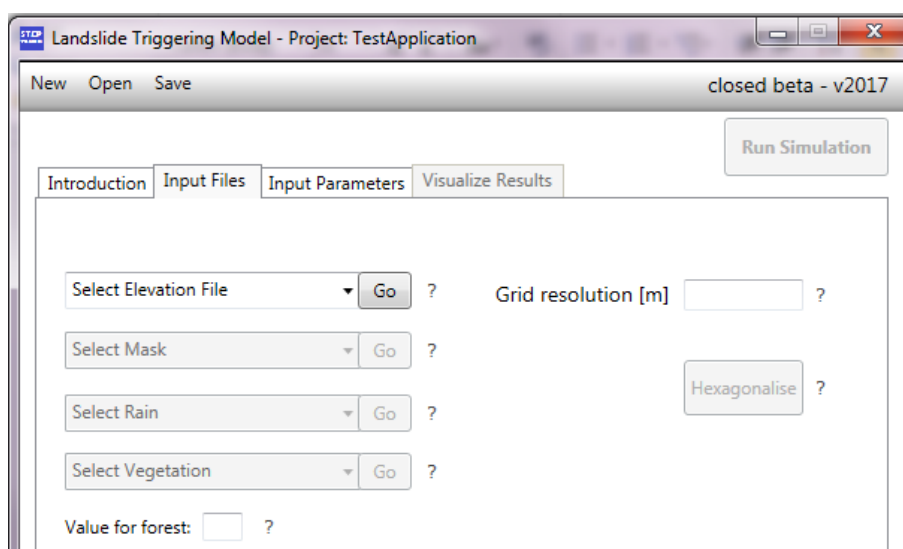 Landslide Triggering Model - Project: TestApplication
New Open Save closed beta - v2017
Run Simulation
Introduction Input Files Input Parameters Visualize Results
Select Elevation File Go ? Grid resolution [m] ?
Select Mask Go ?
Hexagonalise ?
Select Rain Go ?
Select Vegetation Go ?
Value for forest: ?